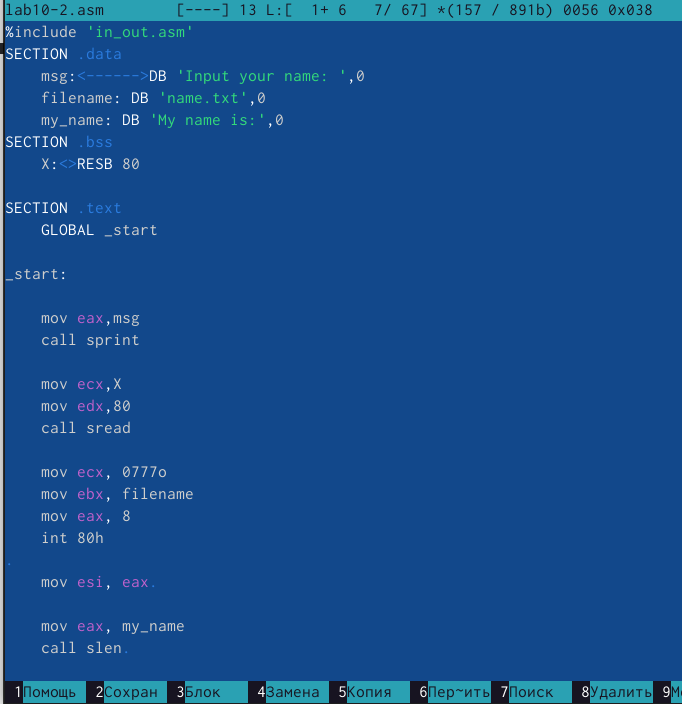 lab10-2.asm        [----] 13 L:[  1+ 6   7/ 67] *(157 / 891b) 0056 0x038
%include 'in_out.asm'
SECTION .data
    msg:<------>DB 'Input your name: ',0
    filename: DB 'name.txt',0
    my_name: DB 'My name is:',0
SECTION .bss
    X:<>RESB 80
SECTION .text
    GLOBAL _start
_start:
    mov eax,msg
    call sprint
    mov ecx,X
    mov edx,80
    call sread
    mov ecx, 0777o
    mov ebx, filename
    mov eax, 8
    int 80h
.
    mov esi, eax.
    mov eax, my_name
    call slen.
1Помощь 2Сохран 3Блок 4Замена 5Копия 6Пер~ить 7Поиск 8Удалить 9М